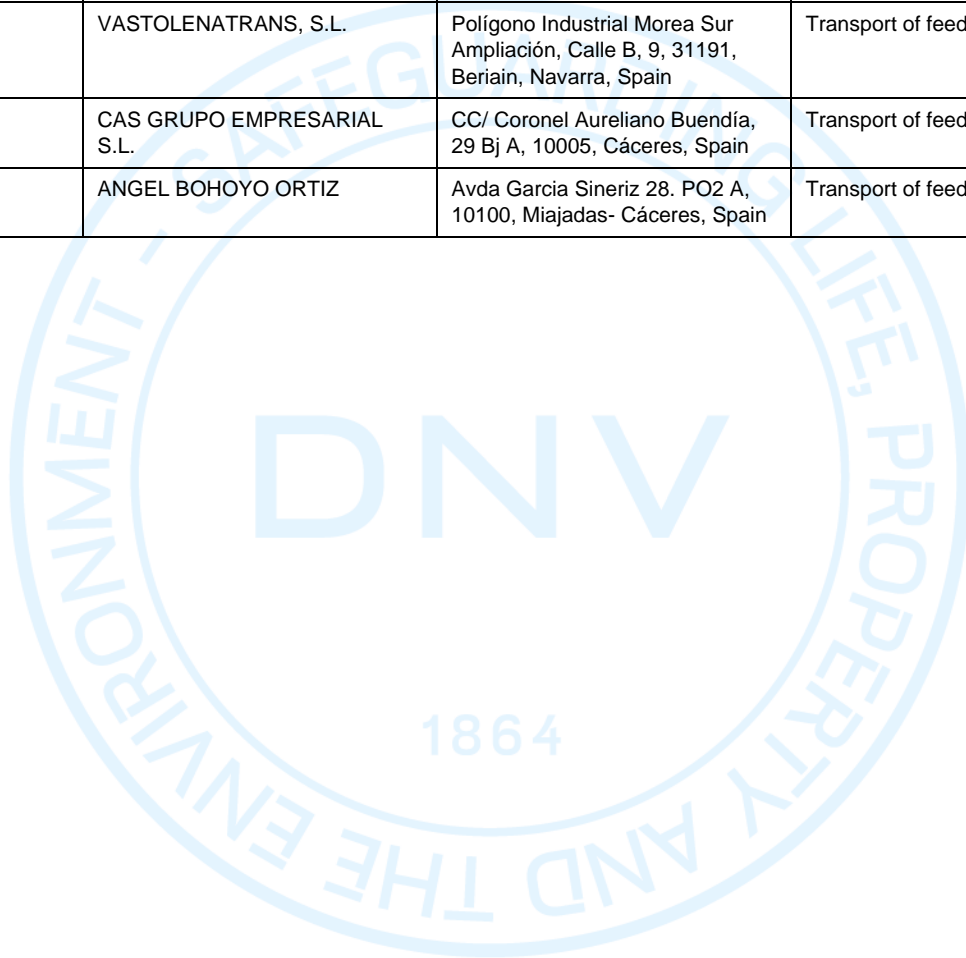 VASTOLENATRANS, S.L.
Polígono Industrial Morea Sur
Ampliación, Calle B, 9, 31191,
Beriain, Navarra, Spain
Transport of feed
CAS GRUPO EMPRESARIAL
S.L.
CC/ Coronel Aureliano Buendía,
29 Bj A, 10005, Cáceres, Spain
Transport of feed
ANGEL BOHOYO ORTIZ
Avda Garcia Sineriz 28. PO2 A,
10100, Miajadas- Cáceres, Spain
Transport of feed
SAFEGUARDING LIFE, PROPERTY AND THE ENVIRONMENT -
DNV
1864